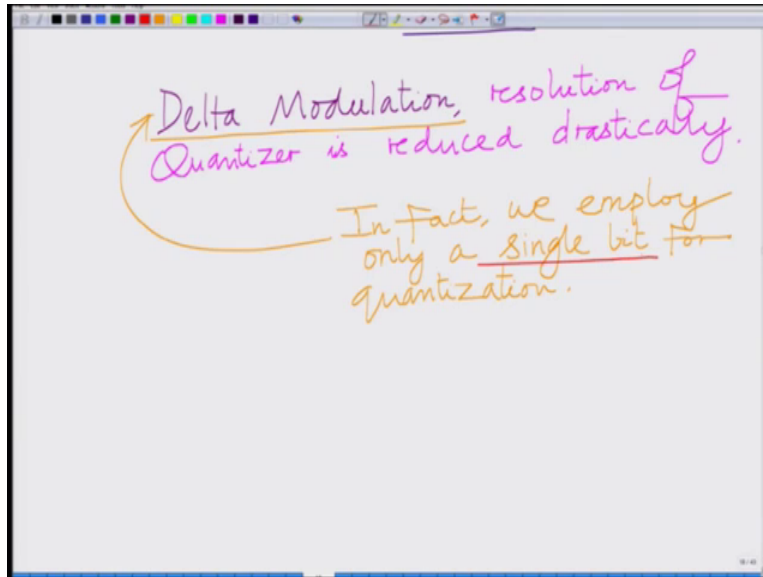 Delta Modulation, resolution of
Quantizer is reduced drastically.
In Fact, we employ
only a single bit for
quantization.